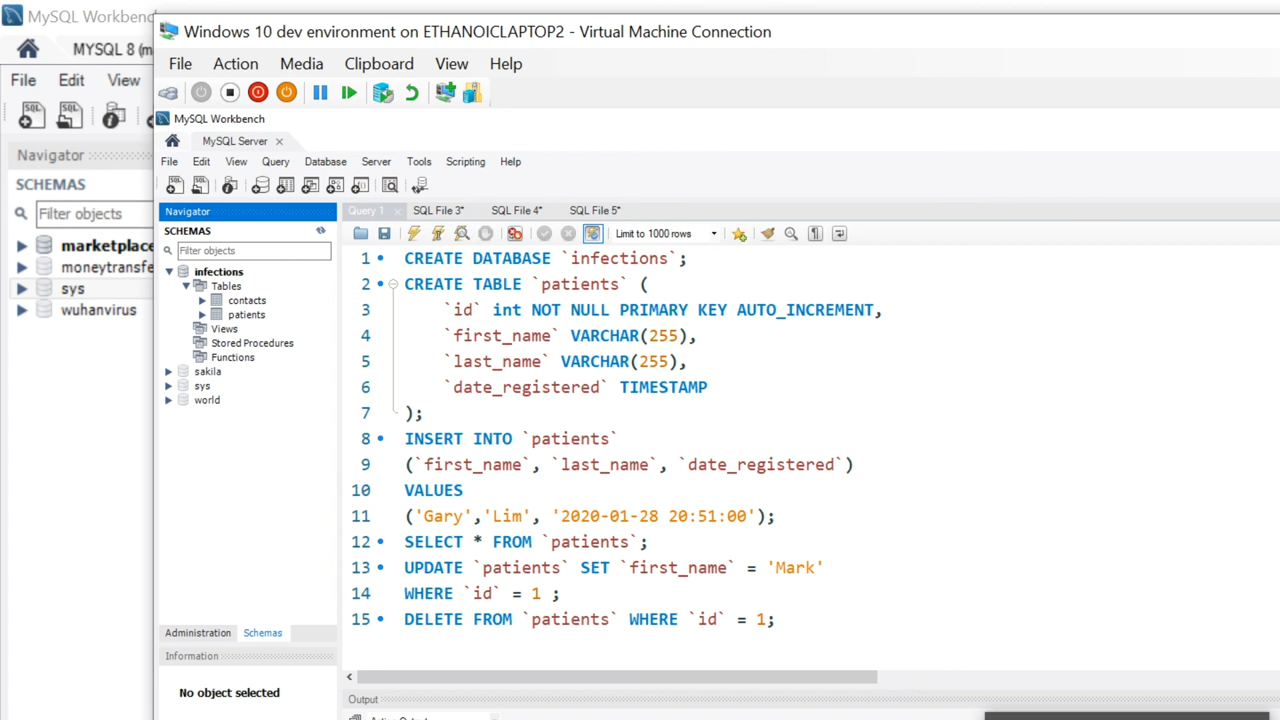 MySQL Workbench
MYSQL 8 (m
File Edit View
SQL SQL
Navigator
SCHEMAS
Filter objects
marketplace
moneytransfe
sys
wuhanvirus
Windows 10 dev environment on ETHANOICLAPTOP2 - Virtual Machine Connection
File Action Media Clipboard View Help
MySQL Workbench
MySQL Server
File Edit View Query Database Server Tools Scripting Help
Navigator
SCHEMAS
Filter objects
infections
Tables
contacts
patients
Views
Stored Procedures
Functions
sakila
sys
world
Administration Schemas
Information
No object selected
Query 1 SQL File 3* SQL File 4* SQL File 5*
Limit to 1000 rows
1 CREATE DATABASE `infections`;
2 CREATE TABLE `patients` (
3 `id` int NOT NULL PRIMARY KEY AUTO_INCREMENT,
4 `first_name` VARCHAR(255),
5 `last_name` VARCHAR(255),
6 `date_registered` TIMESTAMP
7 );
8 INSERT INTO `patients`
9 (`first_name`, `last_name`, `date_registered`)
10 VALUES
11 ('Gary','Lim', '2020-01-28 20:51:00');
12 SELECT * FROM `patients`;
13 UPDATE `patients` SET `first_name` = 'Mark'
14 WHERE `id` = 1 ;
15 DELETE FROM `patients` WHERE `id` = 1;
Output